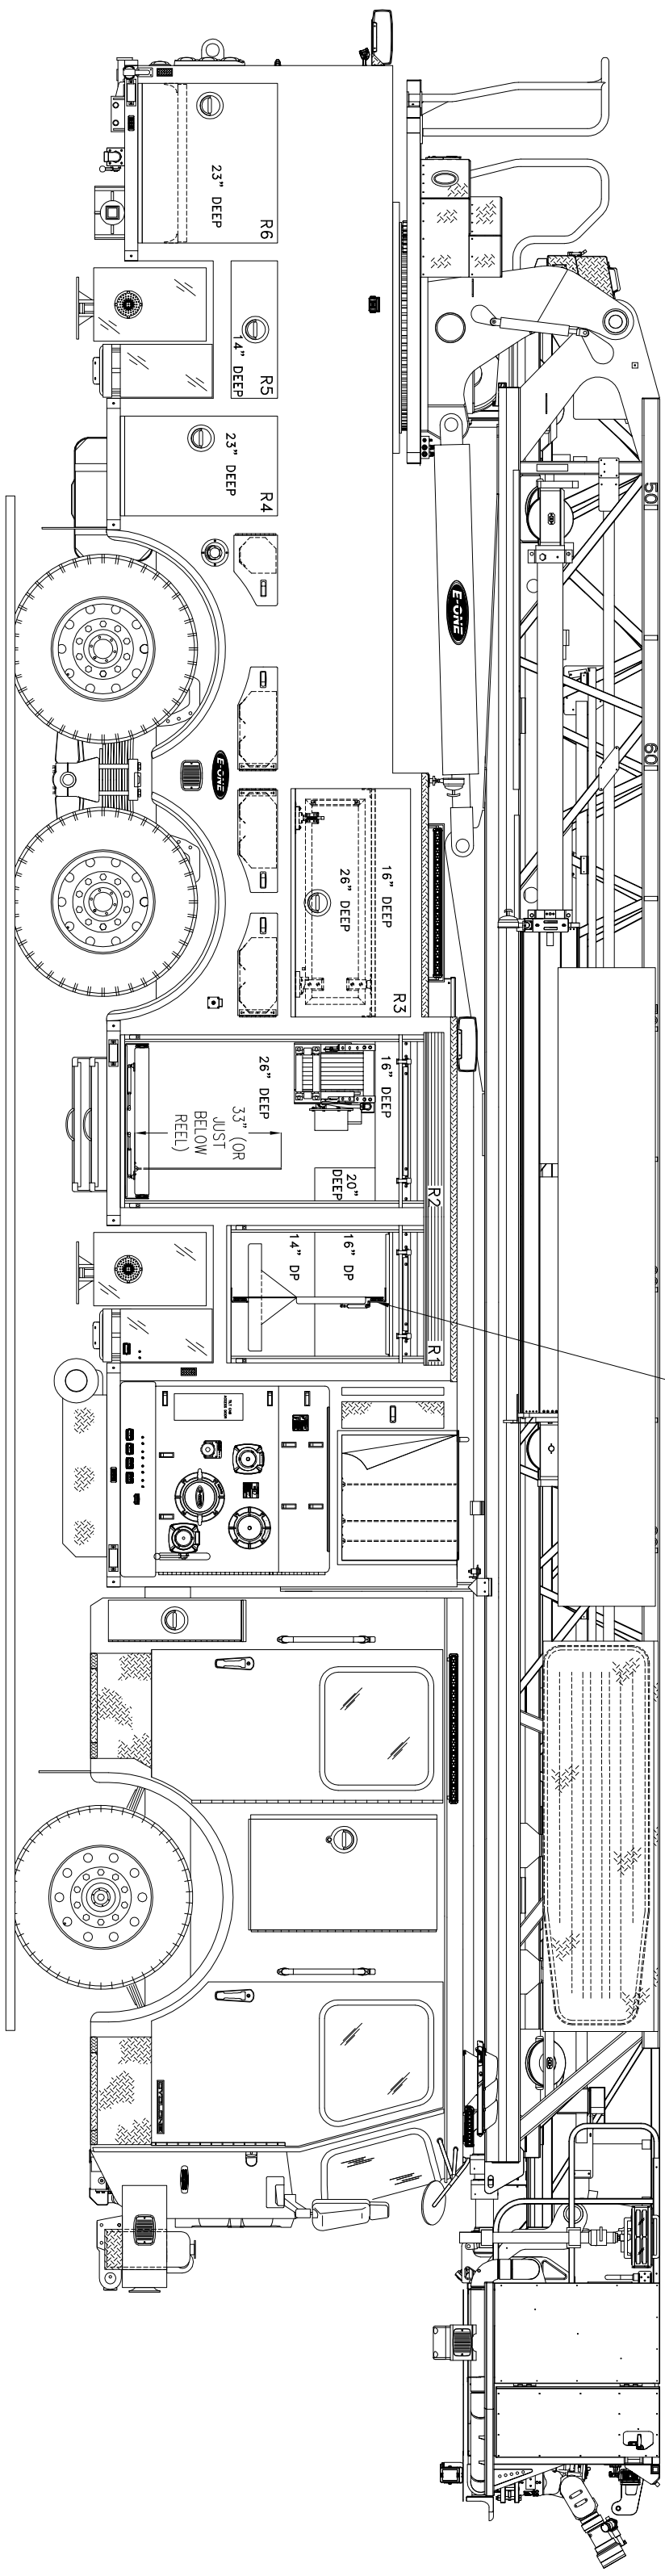 23" DEEP
R6
14" DEEP
R5
23" DEEP
R4
E-ONE
50
60
E-ONE
16" DEEP
26" DEEP
R3
16" DEEP
26" DEEP
33" (OR
JUST
BELOW
REEL)
20"
DEEP
R2
16" DP
14" DP
R1